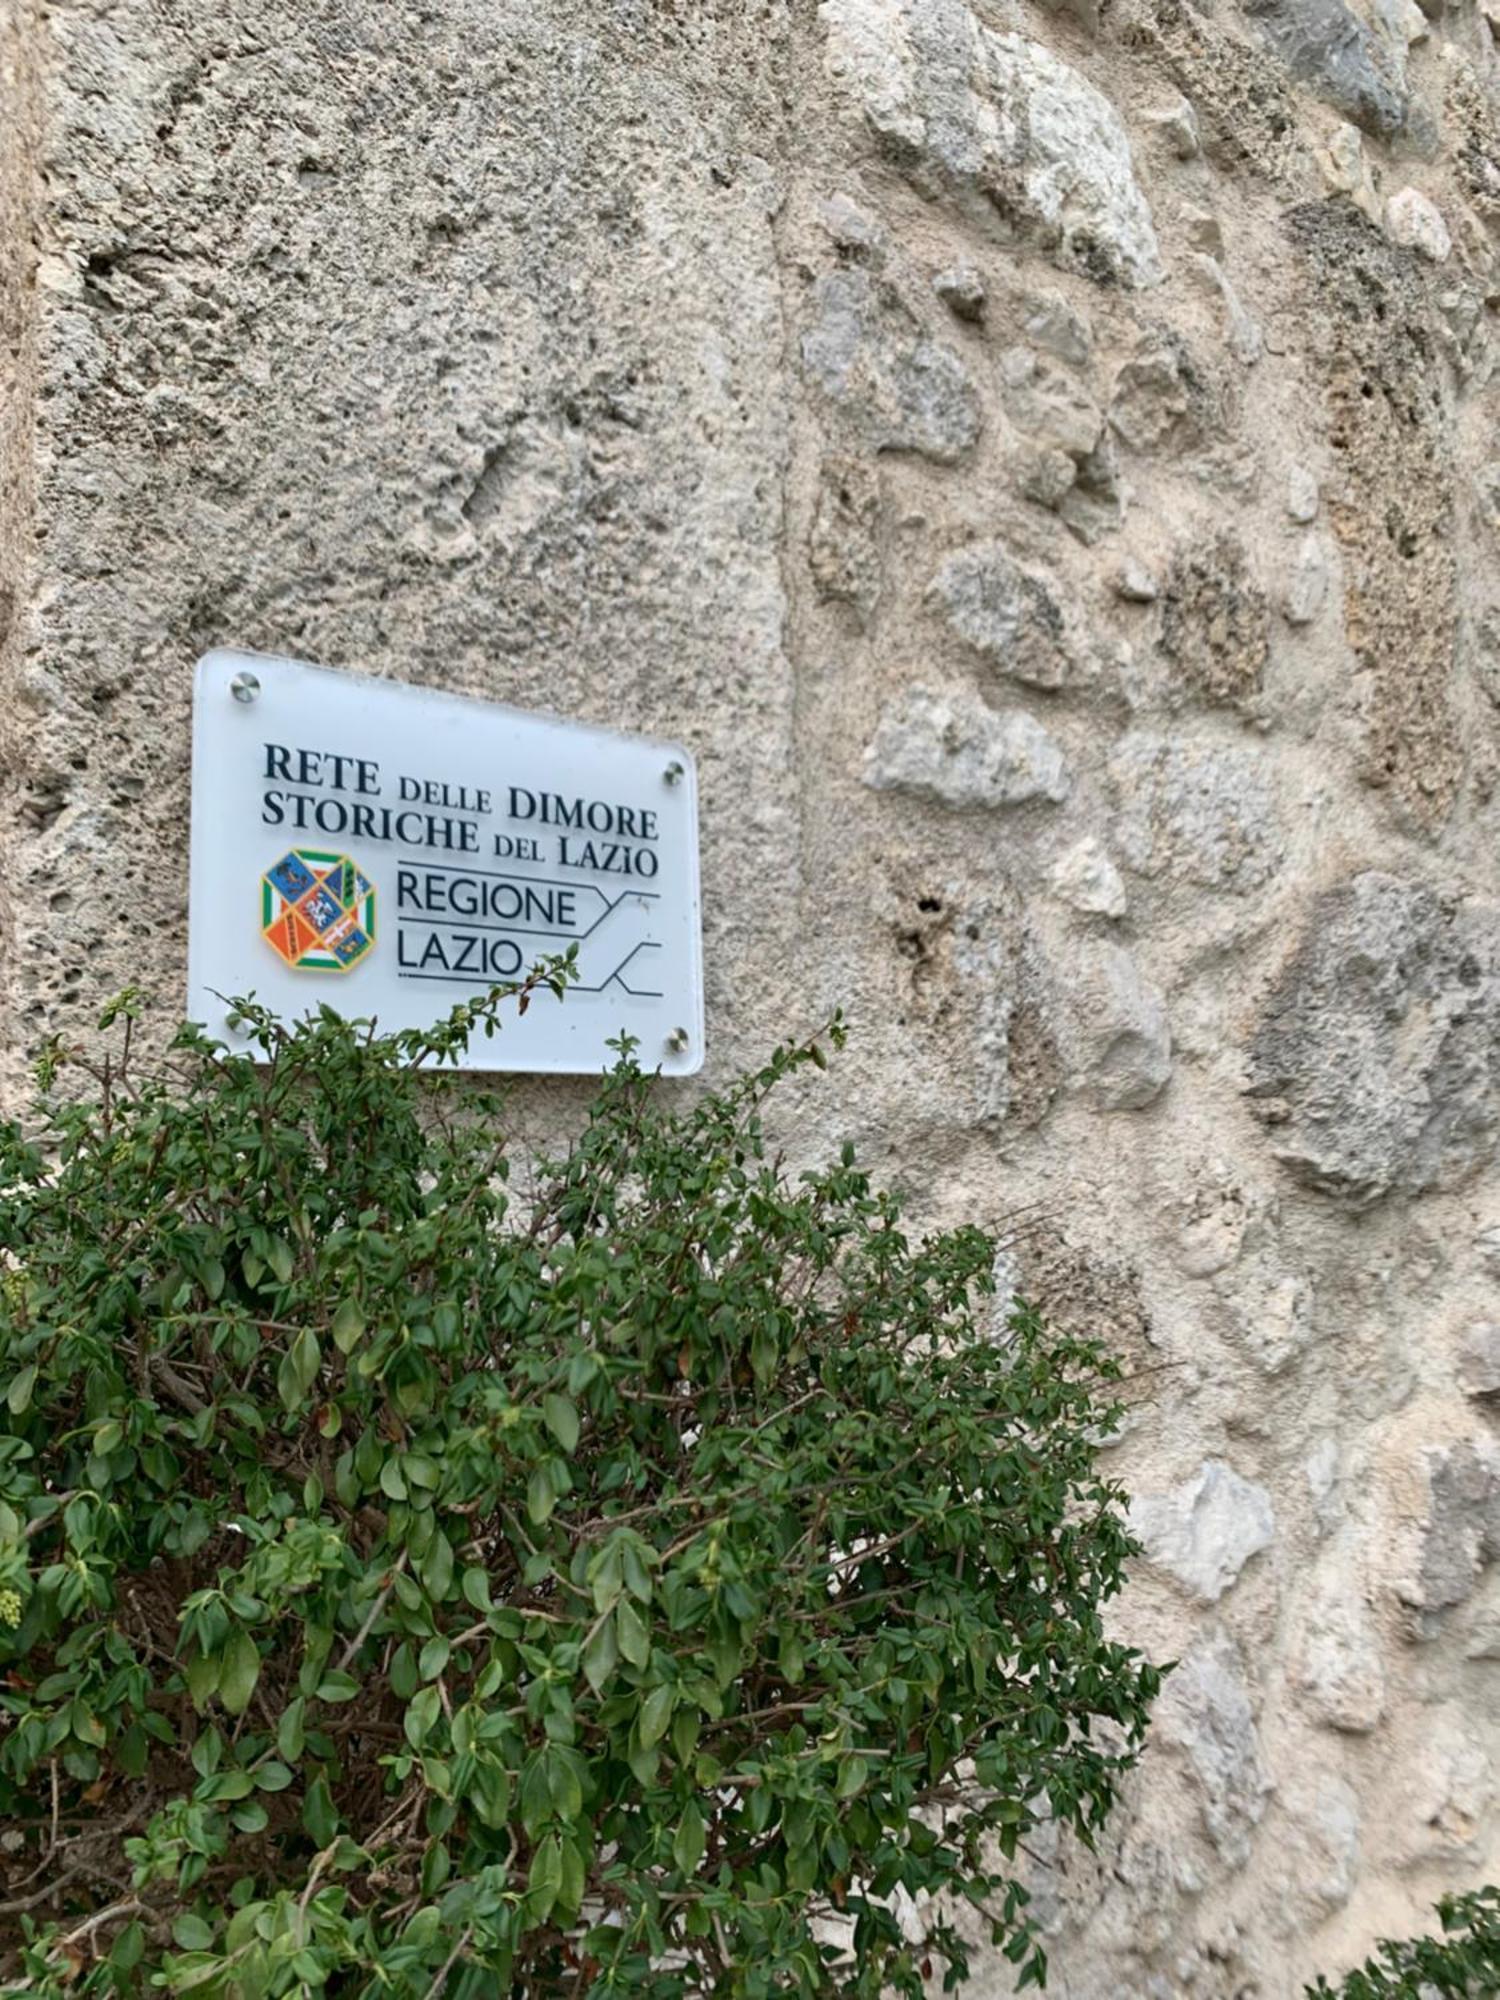 RETE DELLE DIMORE
STORICHE DEL LAZIO
REGIONE
LAZIO